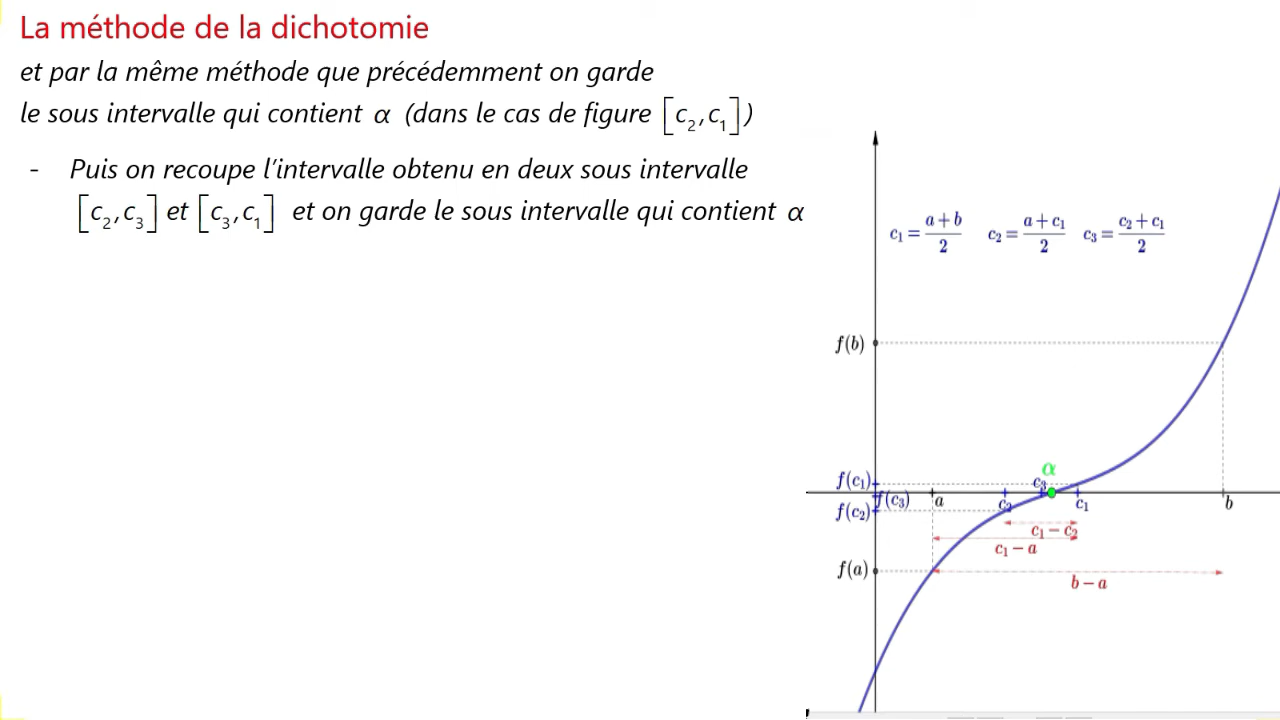 La méthode de la dichotomie
et par la même méthode que précédemment on garde
le sous intervalle qui contient α (dans le cas de figure [c₂,c₁])
- Puis on recoupe l’intervalle obtenu en deux sous intervalle
[c₂,c₃] et [c₃,c₁] et on garde le sous intervalle qui contient α
c₁ = (a+b)/2 c₂ = (a+c₁)/2 c₃ = (c₂+c₁)/2
f(b)
α
f(c₁) c₃
f(c₃) a c₂ c₁ b
f(c₂)
c₁ − c₂
c₁ − a
f(a)
b − a